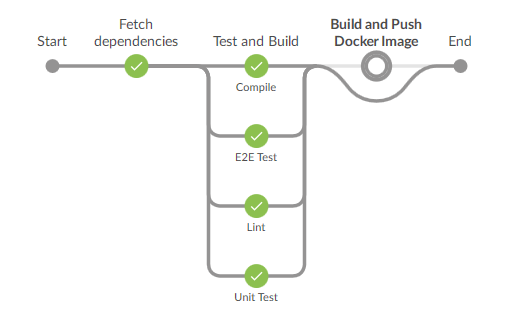 Start
Fetch
dependencies
Test and Build
Build and Push
Docker Image
End
Compile
E2E Test
Lint
Unit Test